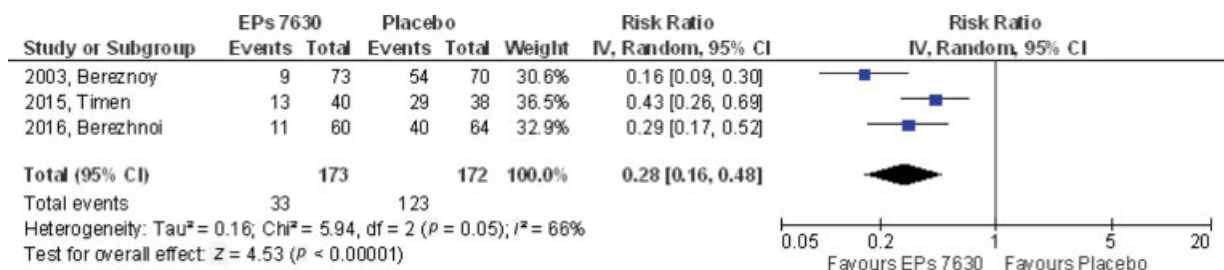 EPs 7630 Placebo Risk Ratio Risk Ratio
Study or Subgroup Events Total Events Total Weight IV, Random, 95% CI IV, Random, 95% CI
2003, Bereznoy 9 73 54 70 30.6% 0.16 [0.09, 0.30]
2015, Timen 13 40 29 38 36.5% 0.43 [0.26, 0.69]
2016, Berezhnoi 11 60 40 64 32.9% 0.29 [0.17, 0.52]
Total (95% CI) 173 172 100.0% 0.28 [0.16, 0.48]
Total events 33 123
Heterogeneity: Tau² = 0.16; Chi² = 5.94, df = 2 (P = 0.05); I² = 66%
Test for overall effect: Z = 4.53 (p < 0.00001)
0.05 0.2 1 5 20
Favours EPs 7630 Favours Placebo